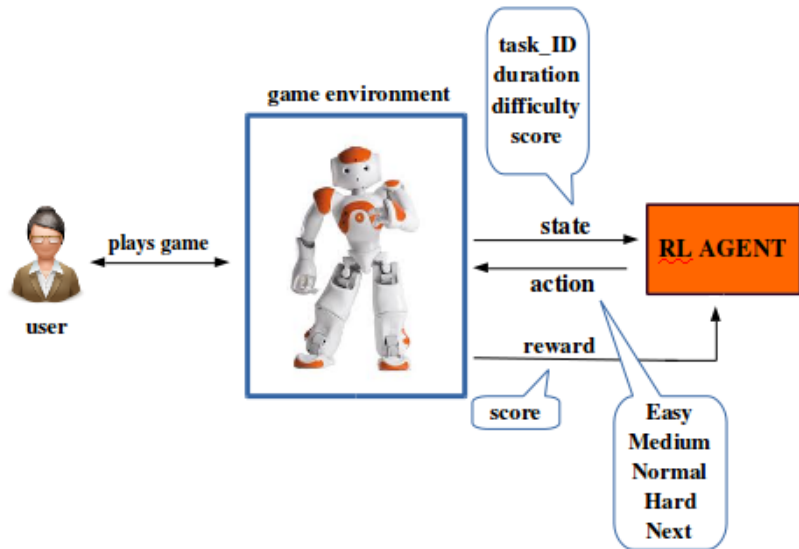 task_ID
duration
difficulty
score
game environment
plays game
user
state
RL AGENT
action
reward
score
Easy
Medium
Normal
Hard
Next